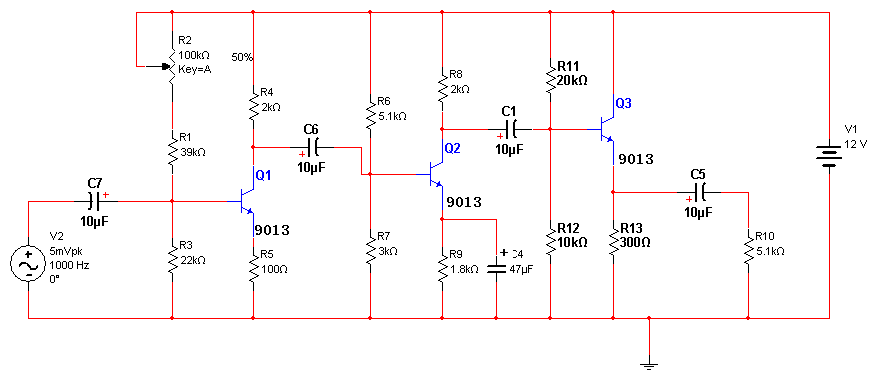 R2
100kΩ
Key=A
50%
R4
2kΩ
R6
5.1kΩ
R8
2kΩ
R11
20kΩ
Q3
9013
V1
12 V
R1
39kΩ
C6
+
10µF
C1
+
10µF
Q1
9013
Q2
9013
C7
+
10µF
C5
+
10µF
V2
5mVpk
1000 Hz
0°
R3
22kΩ
R5
100Ω
R7
3kΩ
R9
1.8kΩ
+
C4
47µF
R12
10kΩ
R13
300Ω
R10
5.1kΩ